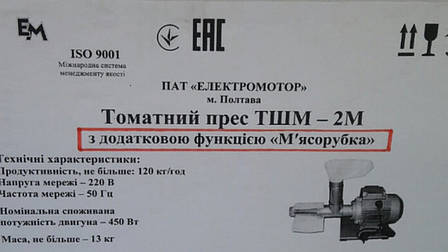 ЕМ
ISO 9001
Міжнародна система
менеджменту якості
ЕАС
ПАТ «ЕЛЕКТРОМОТОР»
м. Полтава
Томатний прес ТШМ – 2М
з додатковою функцією «М'ясорубка»
Технічні характеристики:
Продуктивність, не більше: 120 кг/год
Напруга мережі – 220 В
Частота мережі – 50 Гц
Номінальна споживана
потужність двигуна – 450 Вт
Маса, не більше – 13 кг